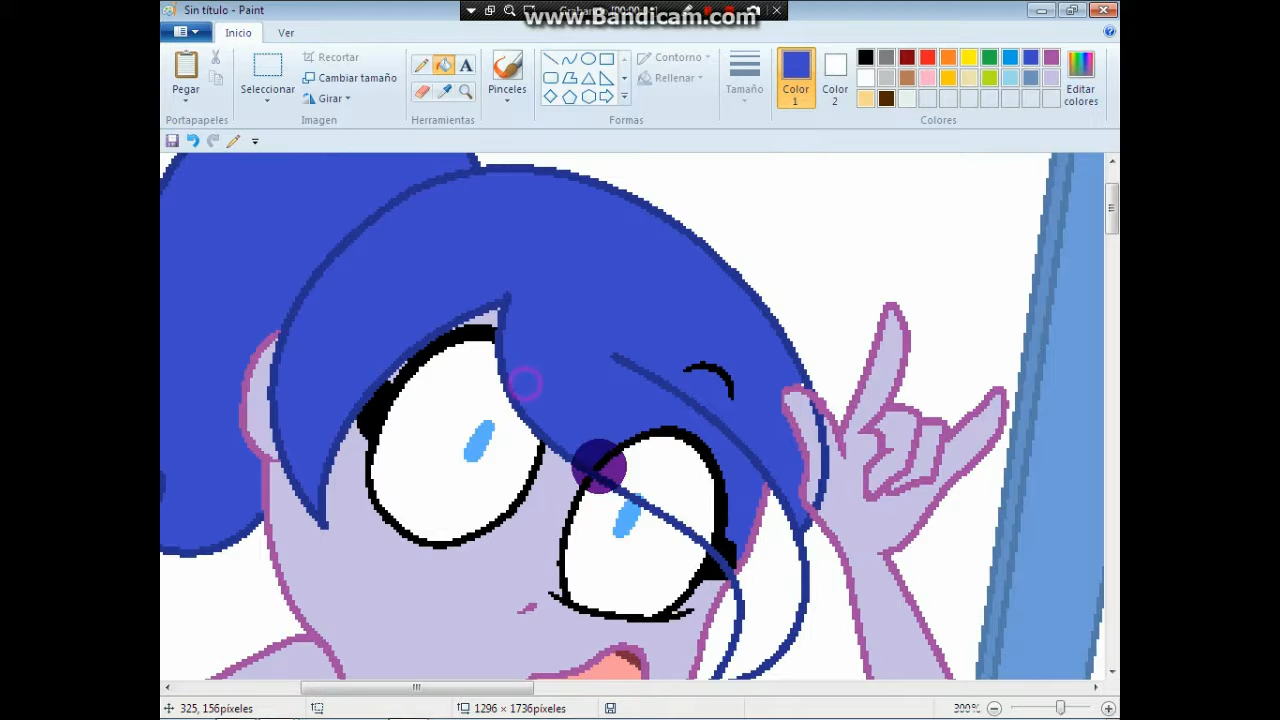 Sin título - Paint
www.Bandicam.com
Inicio
Ver
Pegar
Portapapeles
Seleccionar
Recortar
Cambiar tamaño
Girar
Imagen
A
Herramientas
Pinceles
Contorno
Rellenar
Formas
Tamaño
Color
1
Color
2
Editar
colores
Colores
325, 156píxeles
1296 × 1736píxeles
300%